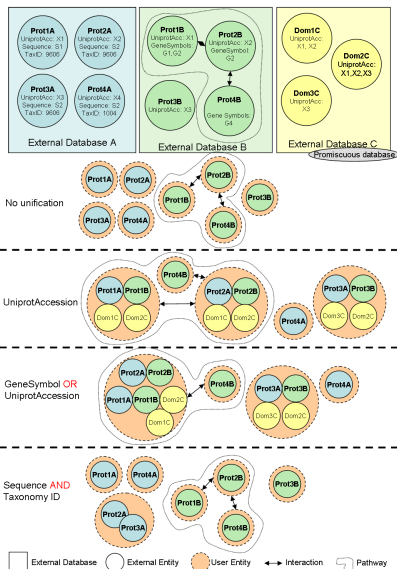 Prot1A
UniprotAcc: X1
Sequence: S1
TaxID: 9606
Prot2A
UniprotAcc: X2
Sequence: S2
TaxID: 9606
Prot3A
UniprotAcc: X3
Sequence: S2
TaxID: 9606
Prot4A
UniprotAcc: X4
Sequence: S2
TaxID: 1004
External Database A
Prot1B
UniprotAcc: X1
GeneSymbols:
G1,G2
Prot2B
UniprotAcc: X2
GeneSymbol:
G2
Prot3B
UniprotAcc: X3
Prot4B
Gene Symbols:
G4
External Database B
Dom1C
UniprotAcc:
X1, X2
Dom2C
UniprotAcc:
X1,X2,X3
Dom3C
UniprotAcc:
X3
External Database C
Promiscuous database
No unification
Prot1A
Prot2A
Prot3A
Prot4A
Prot1B
Prot2B
Prot4B
Prot3B
UniprotAccession
Prot1A
Prot1B
Dom1C
Dom2C
Prot4B
Prot2A
Prot2B
Dom1C
Dom2C
Prot4A
Prot3A
Prot3B
Dom3C
Dom2C
GeneSymbol OR
UniprotAccession
Prot2A
Prot2B
Prot1A
Prot1B
Dom2C
Dom1C
Prot4B
Prot3A
Prot3B
Dom3C
Dom2C
Prot4A
Sequence AND
Taxonomy ID
Prot1A
Prot4A
Prot2A
Prot3A
Prot2B
Prot1B
Prot4B
Prot3B
External Database
External Entity
User Entity
Interaction
Pathway